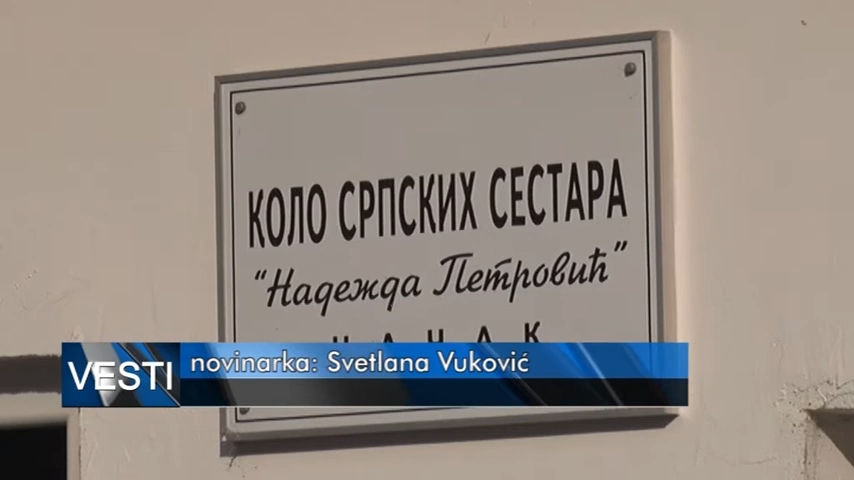 КОЛО СРПСКИХ СЕСТАРА
“Надежда Петровић”
VESTI
novinarka: Svetlana Vuković